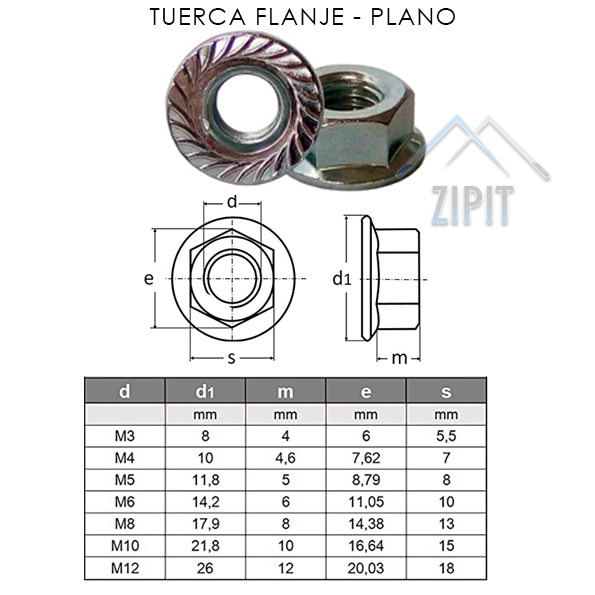 TUERCA FLANJE - PLANO
ZIPIT
d
e
s
d1
m
d d1 m e s
mm mm mm mm
M3 8 4 6 5,5
M4 10 4,6 7,62 7
M5 11,8 5 8,79 8
M6 14,2 6 11,05 10
M8 17,9 8 14,38 13
M10 21,8 10 16,64 15
M12 26 12 20,03 18